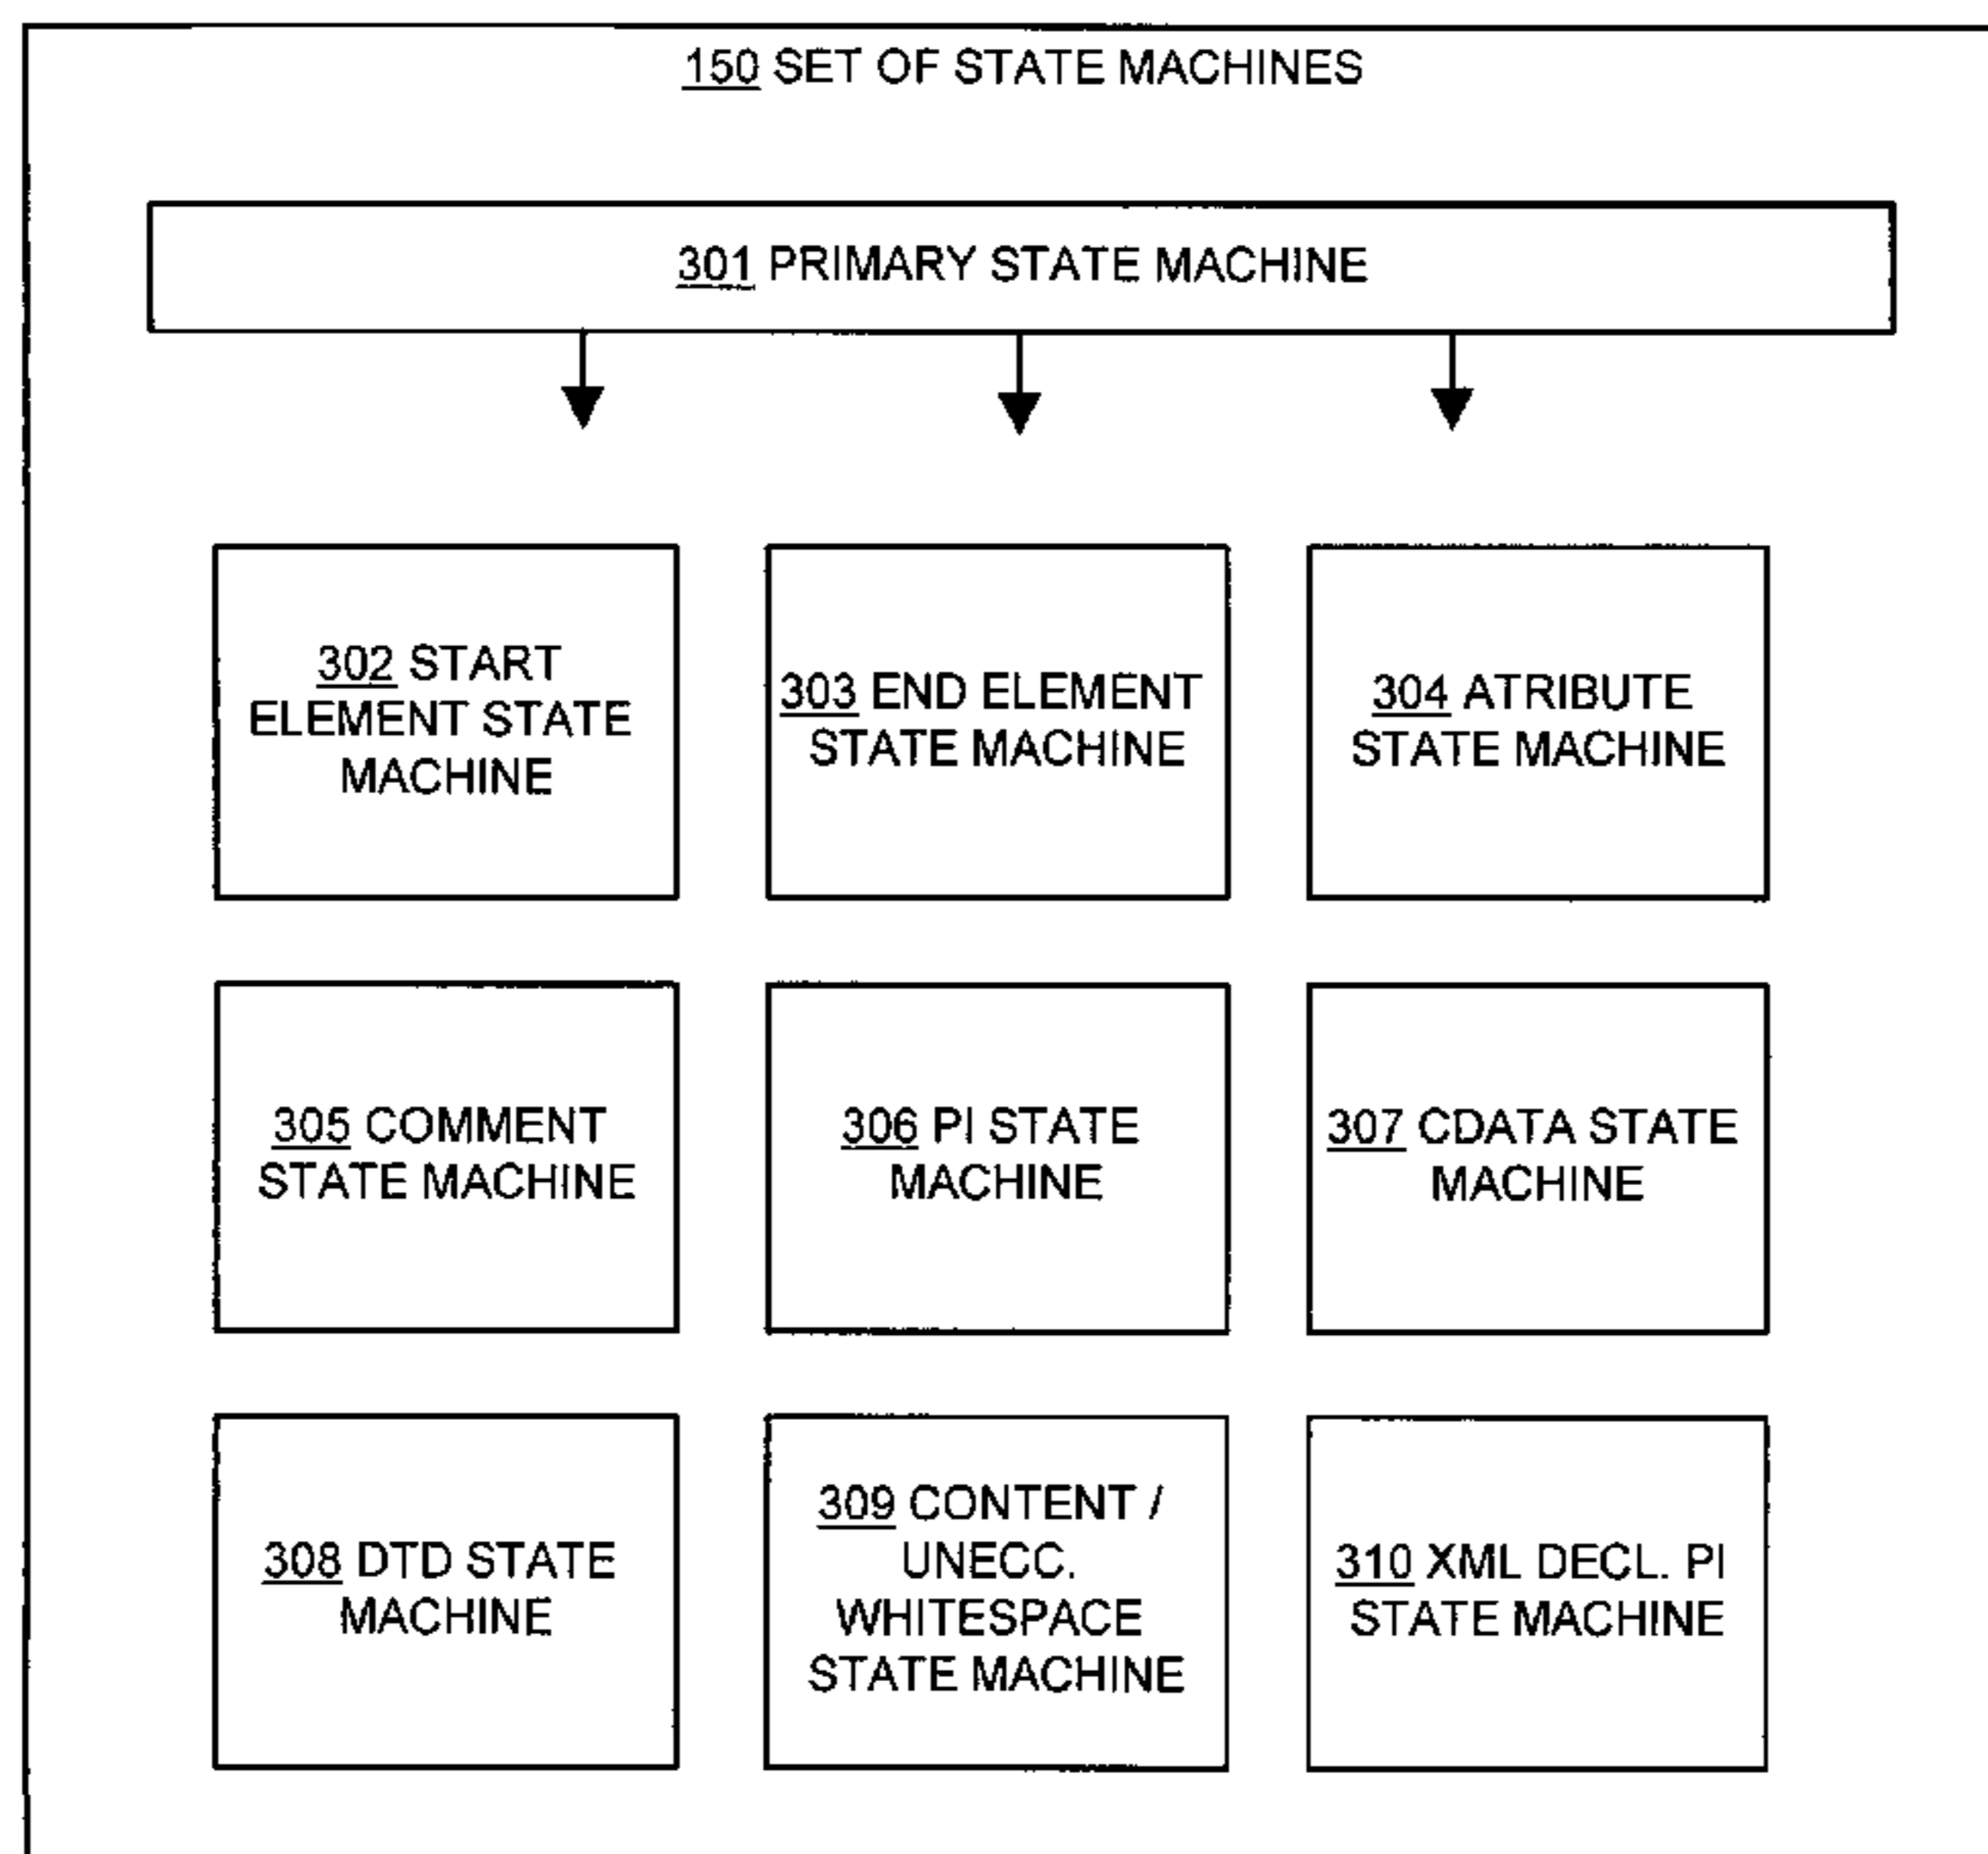 150 SET OF STATE MACHINES
301 PRIMARY STATE MACHINE
302 START
ELEMENT STATE
MACHINE
303 END ELEMENT
STATE MACHINE
304 ATRIBUTE
STATE MACHINE
305 COMMENT
STATE MACHINE
306 PI STATE
MACHINE
307 CDATA STATE
MACHINE
308 DTD STATE
MACHINE
309 CONTENT /
UNECC.
WHITESPACE
STATE MACHINE
310 XML DECL. PI
STATE MACHINE